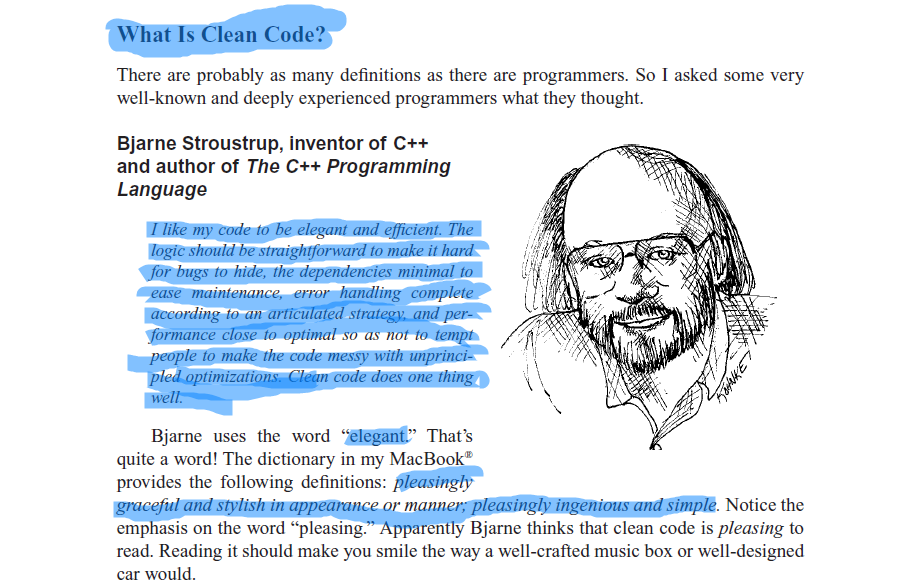 What Is Clean Code?
There are probably as many definitions as there are programmers. So I asked some very
well-known and deeply experienced programmers what they thought.
Bjarne Stroustrup, inventor of C++
and author of The C++ Programming
Language
I like my code to be elegant and efficient. The
logic should be straightforward to make it hard
for bugs to hide, the dependencies minimal to
ease maintenance, error handling complete
according to an articulated strategy, and per-
formance close to optimal so as not to tempt
people to make the code messy with unprinci-
pled optimizations. Clean code does one thing
well.
Bjarne uses the word “elegant.” That’s
quite a word! The dictionary in my MacBook®
provides the following definitions: pleasingly
graceful and stylish in appearance or manner; pleasingly ingenious and simple. Notice the
emphasis on the word “pleasing.” Apparently Bjarne thinks that clean code is pleasing to
read. Reading it should make you smile the way a well-crafted music box or well-designed
car would.